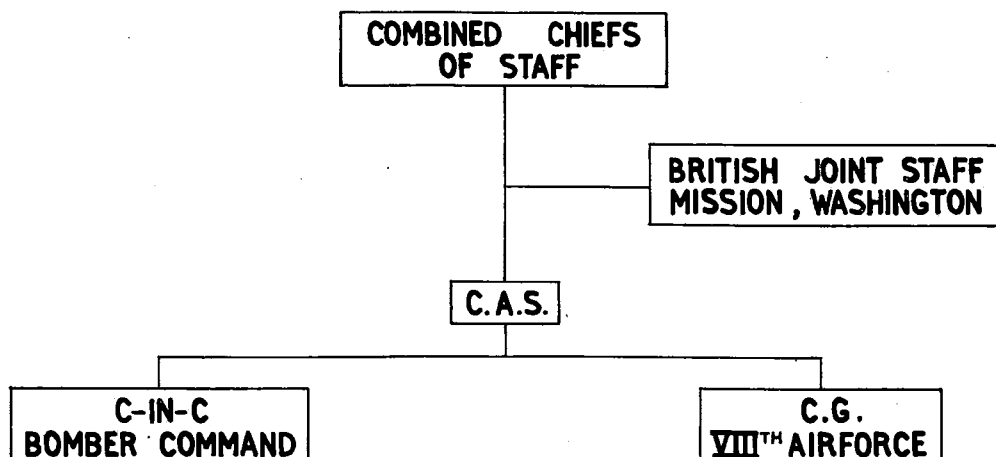 COMBINED CHIEFS
OF STAFF
BRITISH JOINT STAFF
MISSION, WASHINGTON
C.A.S.
C-IN-C
BOMBER COMMAND
C.G.
VIIITH AIRFORCE